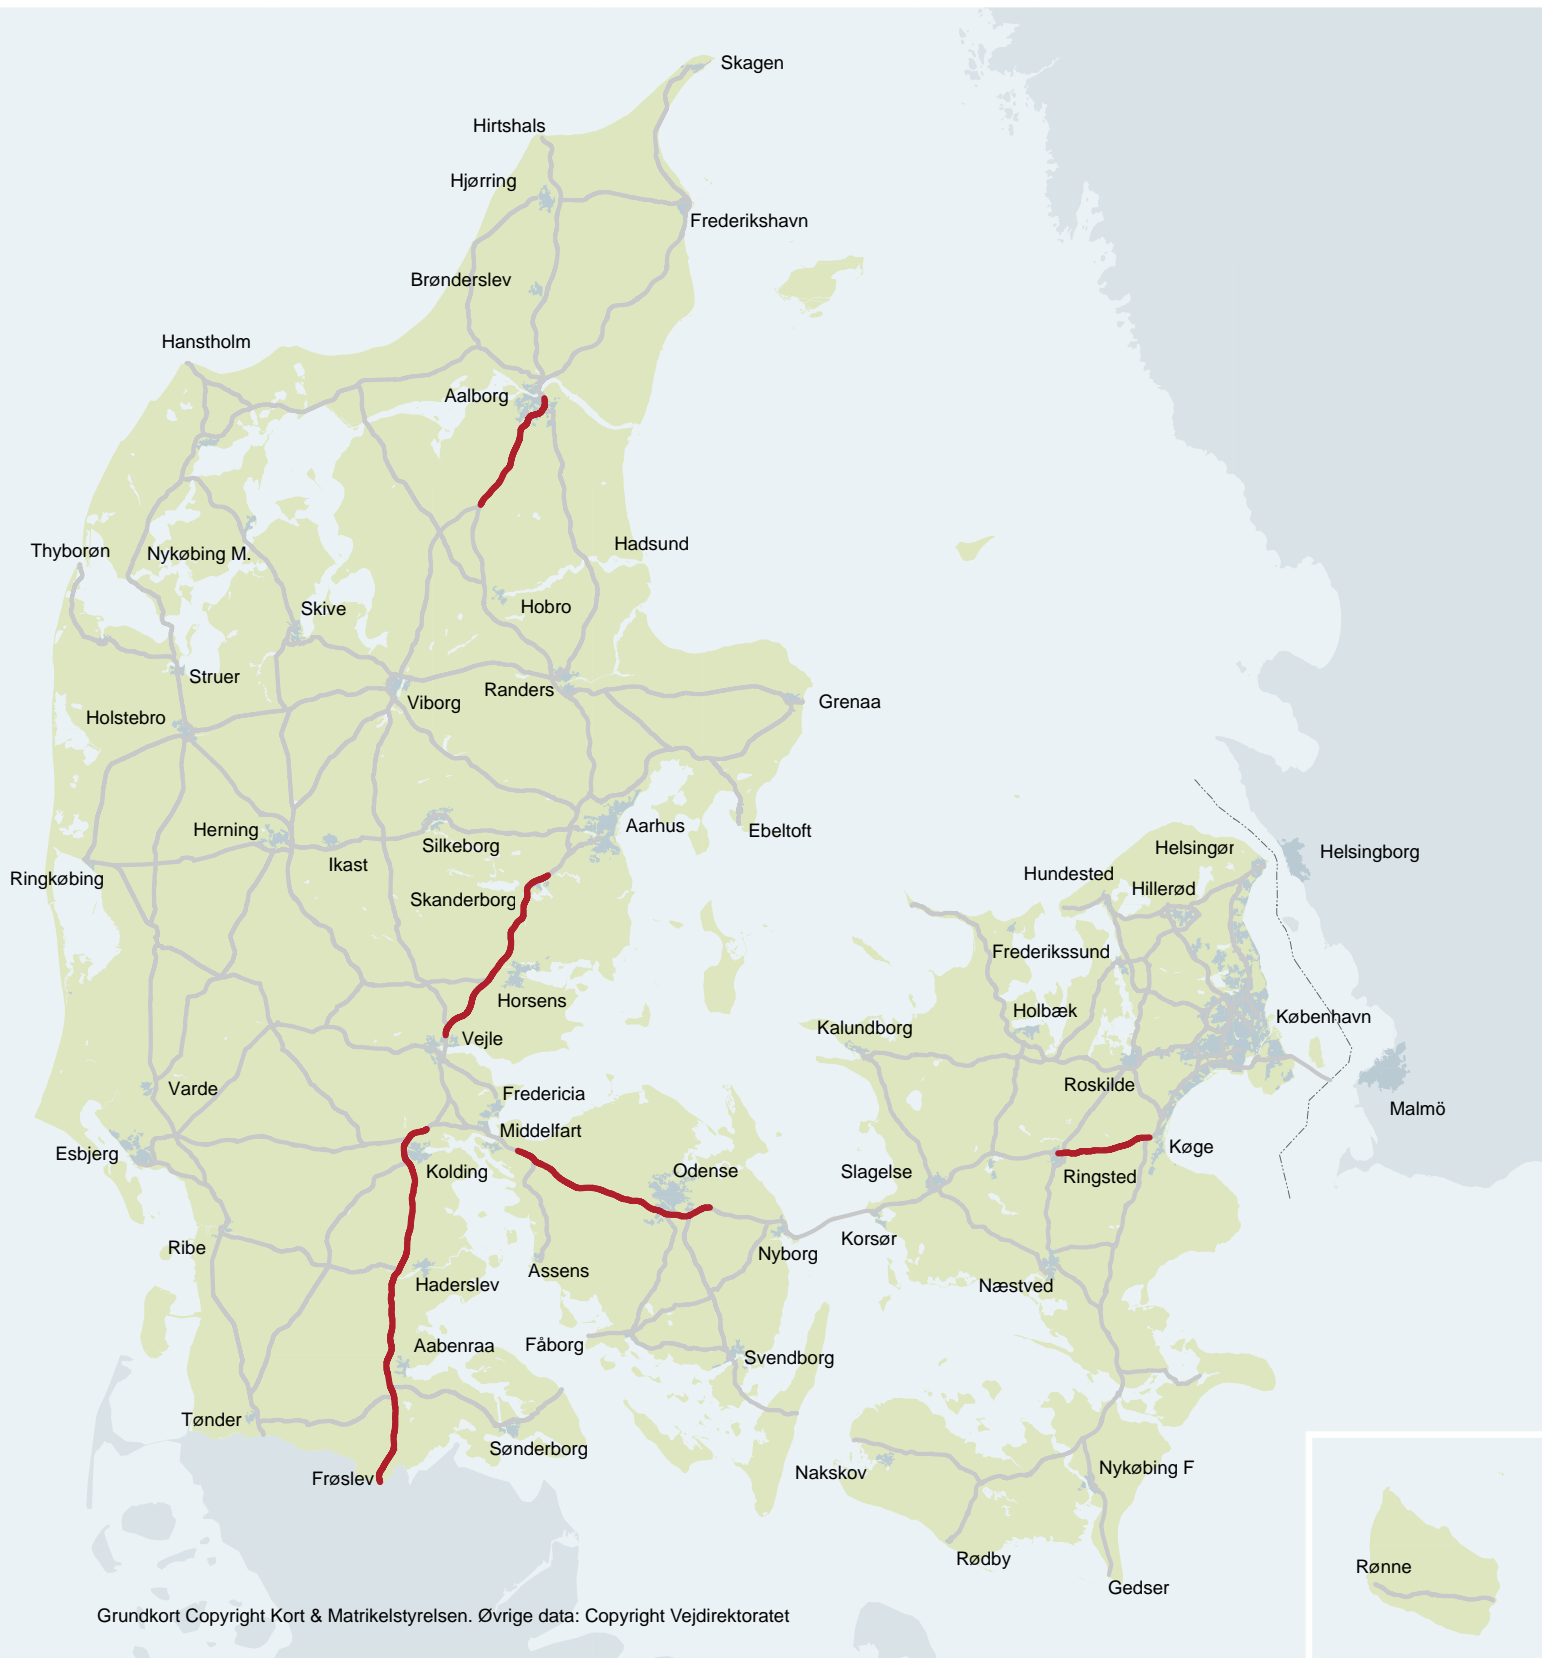 Skagen
Hirtshals
Hjørring
Frederikshavn
Brønderslev
Hanstholm
Aalborg
Thyborøn
Nykøbing M.
Hadsund
Skive
Hobro
Struer
Viborg
Randers
Grenaa
Holstebro
Herning
Ikast
Silkeborg
Aarhus
Ebeltoft
Ringkøbing
Skanderborg
Helsingør
Helsingborg
Hundested
Hillerød
Frederikssund
Horsens
Holbæk
København
Kalundborg
Vejle
Varde
Fredericia
Roskilde
Malmö
Middelfart
Esbjerg
Kolding
Odense
Slagelse
Ringsted
Køge
Ribe
Nyborg
Korsør
Haderslev
Assens
Næstved
Aabenraa
Fåborg
Svendborg
Tønder
Sønderborg
Frøslev
Nakskov
Nykøbing F
Rødby
Gedser
Rønne
Grundkort Copyright Kort & Matrikelstyrelsen. Øvrige data: Copyright Vejdirektoratet